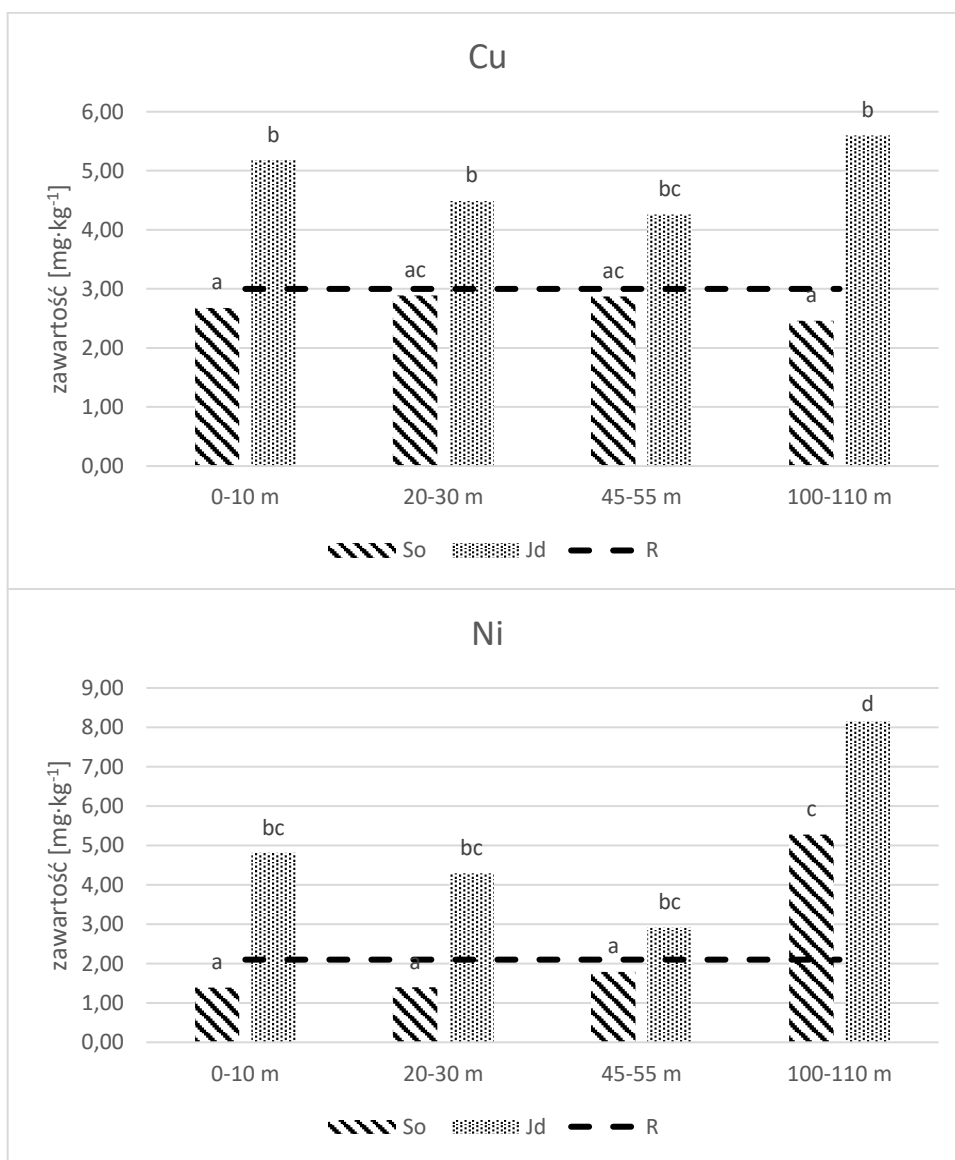 Cu
zawartość [mg·kg⁻¹]
6,00
5,00
4,00
3,00
2,00
1,00
0,00
b
b
b
bc
a
ac
ac
a
0-10 m
20-30 m
45-55 m
100-110 m
So
Jd
R
Ni
zawartość [mg·kg⁻¹]
9,00
8,00
7,00
6,00
5,00
4,00
3,00
2,00
1,00
0,00
d
c
bc
bc
bc
a
a
a
0-10 m
20-30 m
45-55 m
100-110 m
So
Jd
R